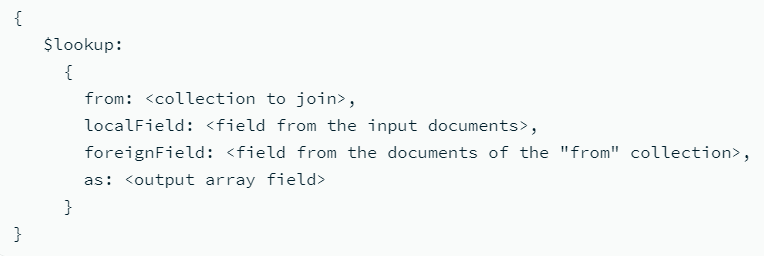 {
$lookup:
{
from: <collection to join>,
localField: <field from the input documents>,
foreignField: <field from the documents of the "from" collection>,
as: <output array field>
}
}